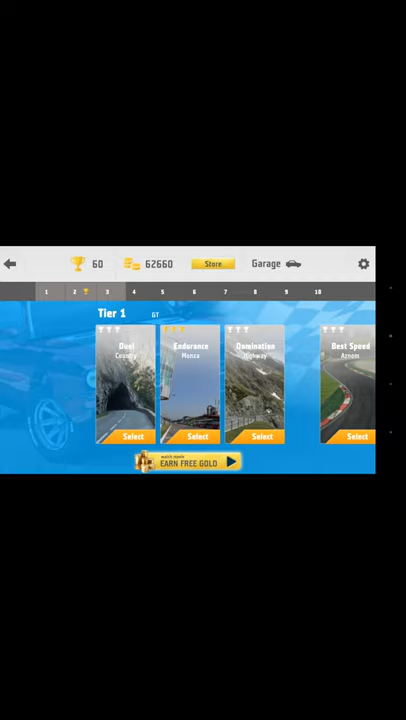 60 62660 Store Garage
1 2 3 4 5 6 7 8 9 10
Tier 1 GT
Duel
Country
Select
Endurance
Monza
Select
Domination
Highway
Select
Best Speed
Aznom
Select
EARN FREE GOLD